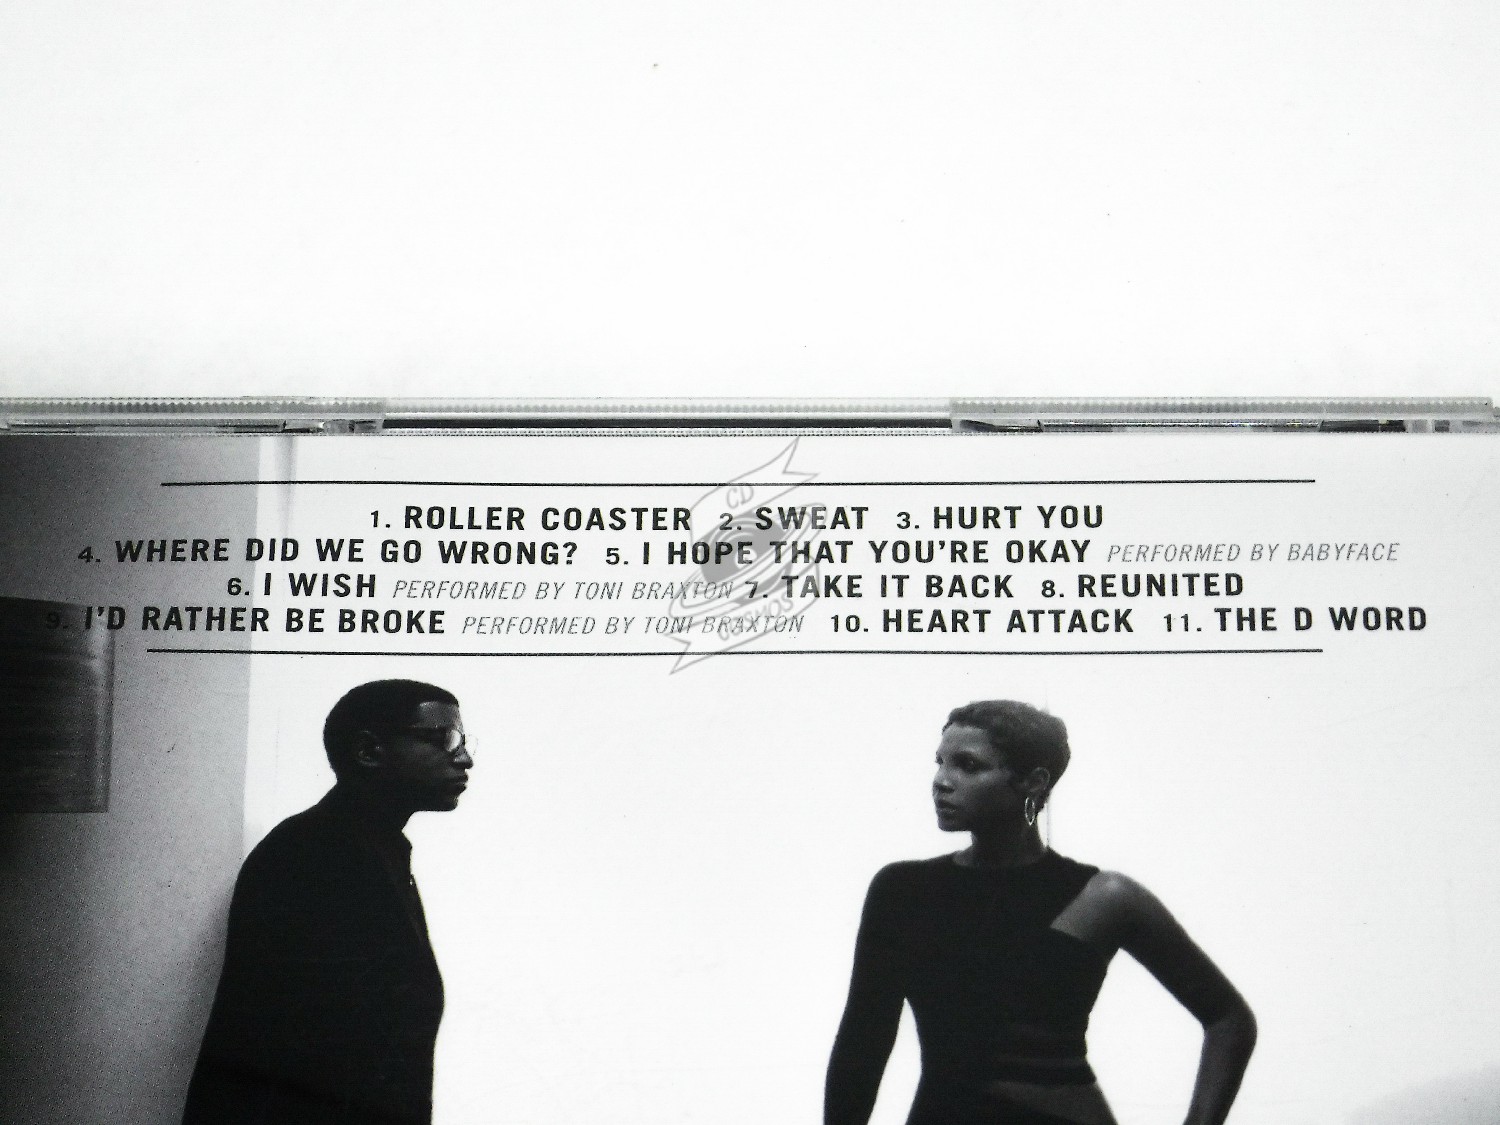 1. ROLLER COASTER 2. SWEAT 3. HURT YOU
4. WHERE DID WE GO WRONG? 5. I HOPE THAT YOU'RE OKAY PERFORMED BY BABYFACE
6. I WISH PERFORMED BY TONI BRAXTON 7. TAKE IT BACK 8. REUNITED
9. I'D RATHER BE BROKE PERFORMED BY TONI BRAXTON 10. HEART ATTACK 11. THE D WORD
CD
COSMOS